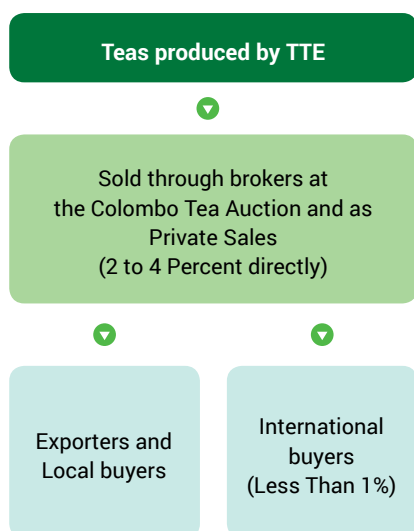 Teas produced by TTE
Sold through brokers at
the Colombo Tea Auction and as
Private Sales
(2 to 4 Percent directly)
Exporters and
Local buyers
International
buyers
(Less Than 1%)